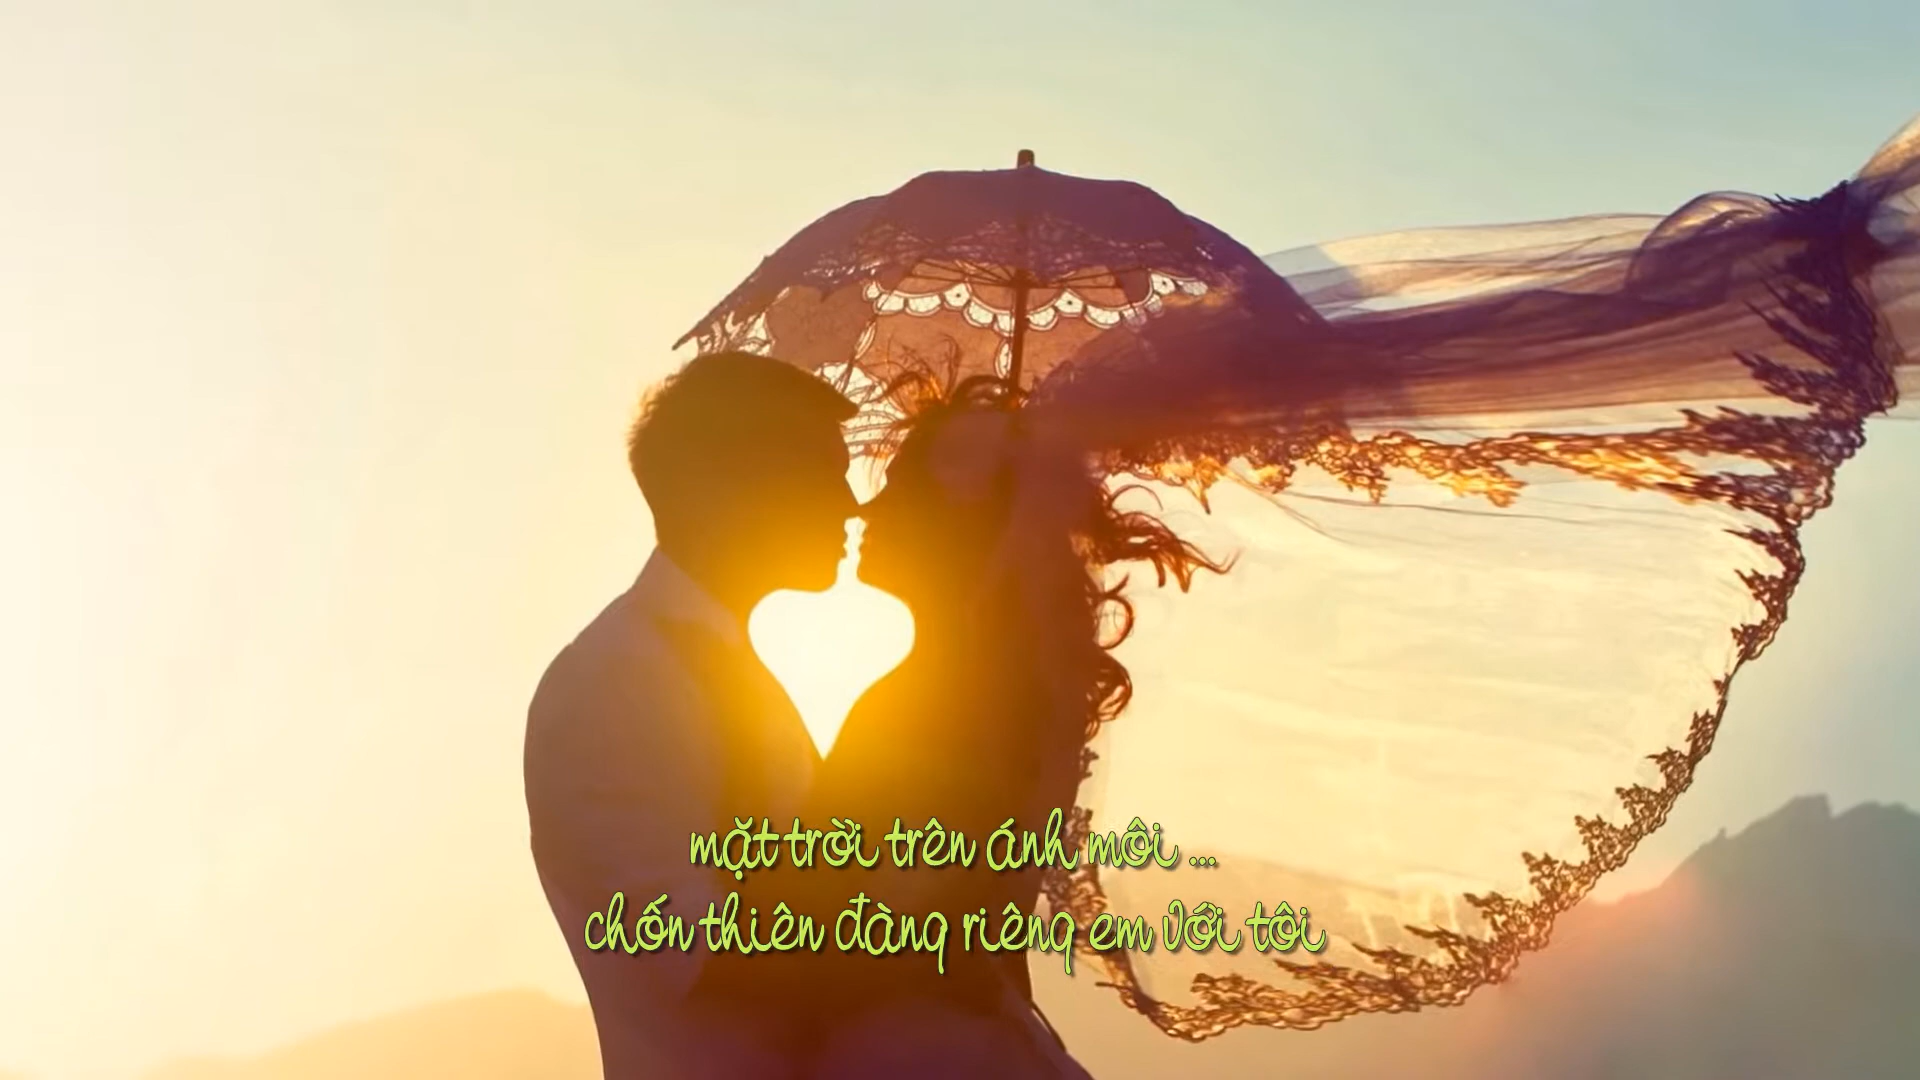 mặt trời trên ánh môi ...
chốn thiên đàng riêng em với tôi